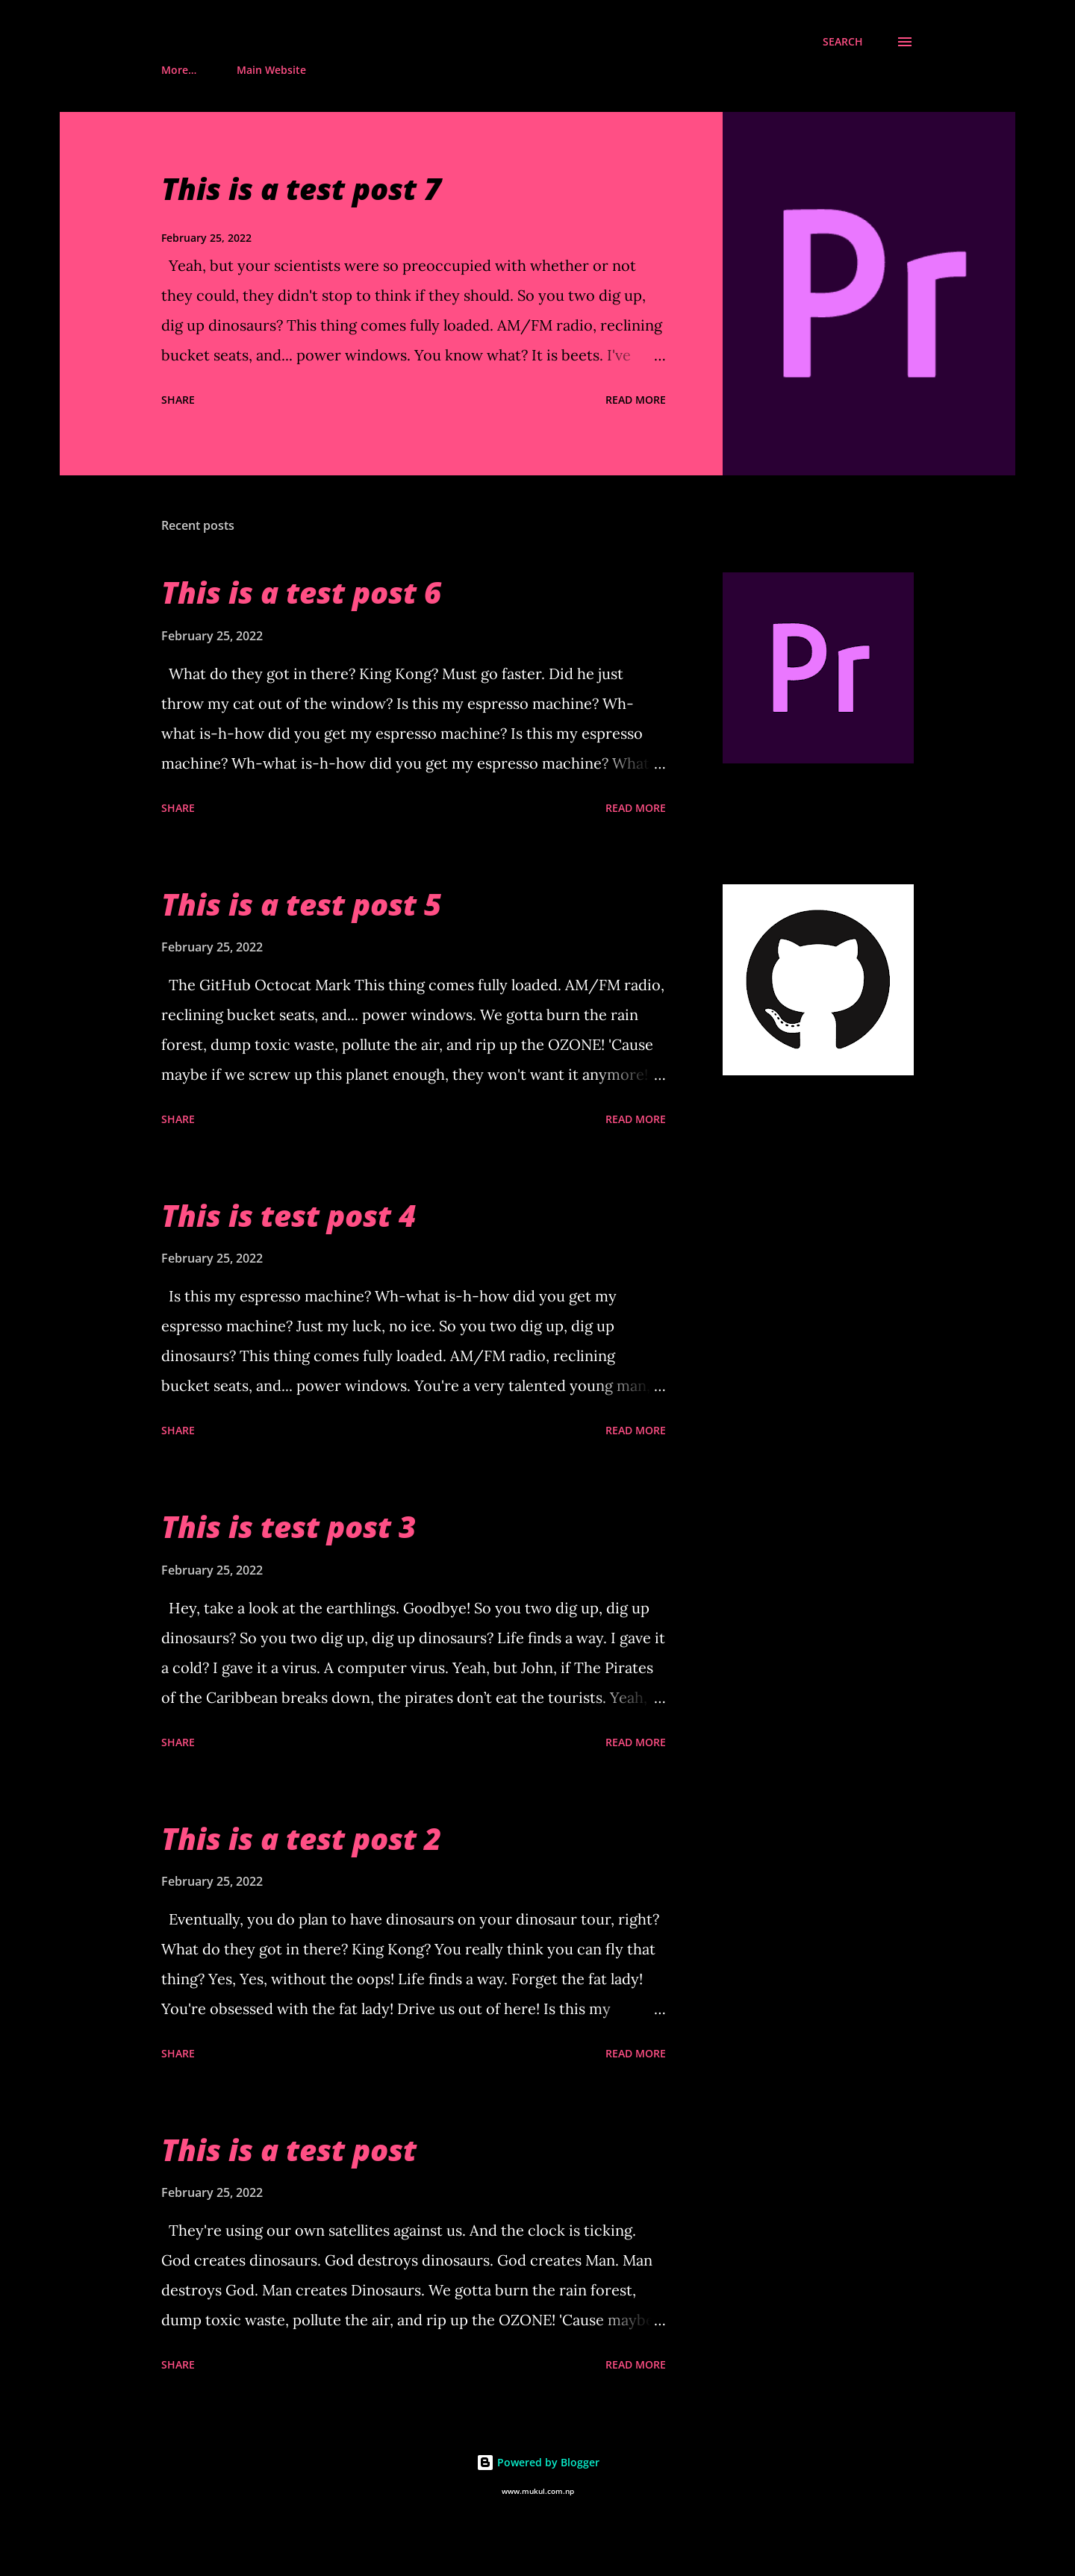 SEARCH
More... Main Website
This is a test post 7
February 25, 2022
Yeah, but your scientists were so preoccupied with whether or not
they could, they didn't stop to think if they should. So you two dig up,
dig up dinosaurs? This thing comes fully loaded. AM/FM radio, reclining
bucket seats, and... power windows. You know what? It is beets. I've ...
SHARE READ MORE
Pr
Recent posts
This is a test post 6
February 25, 2022
What do they got in there? King Kong? Must go faster. Did he just
throw my cat out of the window? Is this my espresso machine? Wh-
what is-h-how did you get my espresso machine? Is this my espresso
machine? Wh-what is-h-how did you get my espresso machine? What ...
SHARE READ MORE
Pr
This is a test post 5
February 25, 2022
The GitHub Octocat Mark This thing comes fully loaded. AM/FM radio,
reclining bucket seats, and... power windows. We gotta burn the rain
forest, dump toxic waste, pollute the air, and rip up the OZONE! 'Cause
maybe if we screw up this planet enough, they won't want it anymore! ...
SHARE READ MORE
This is test post 4
February 25, 2022
Is this my espresso machine? Wh-what is-h-how did you get my
espresso machine? Just my luck, no ice. So you two dig up, dig up
dinosaurs? This thing comes fully loaded. AM/FM radio, reclining
bucket seats, and... power windows. You're a very talented young man, ...
SHARE READ MORE
This is test post 3
February 25, 2022
Hey, take a look at the earthlings. Goodbye! So you two dig up, dig up
dinosaurs? So you two dig up, dig up dinosaurs? Life finds a way. I gave it
a cold? I gave it a virus. A computer virus. Yeah, but John, if The Pirates
of the Caribbean breaks down, the pirates don’t eat the tourists. Yeah, ...
SHARE READ MORE
This is a test post 2
February 25, 2022
Eventually, you do plan to have dinosaurs on your dinosaur tour, right?
What do they got in there? King Kong? You really think you can fly that
thing? Yes, Yes, without the oops! Life finds a way. Forget the fat lady!
You're obsessed with the fat lady! Drive us out of here! Is this my ...
SHARE READ MORE
This is a test post
February 25, 2022
They're using our own satellites against us. And the clock is ticking.
God creates dinosaurs. God destroys dinosaurs. God creates Man. Man
destroys God. Man creates Dinosaurs. We gotta burn the rain forest,
dump toxic waste, pollute the air, and rip up the OZONE! 'Cause maybe ...
SHARE READ MORE
Powered by Blogger
www.mukul.com.np